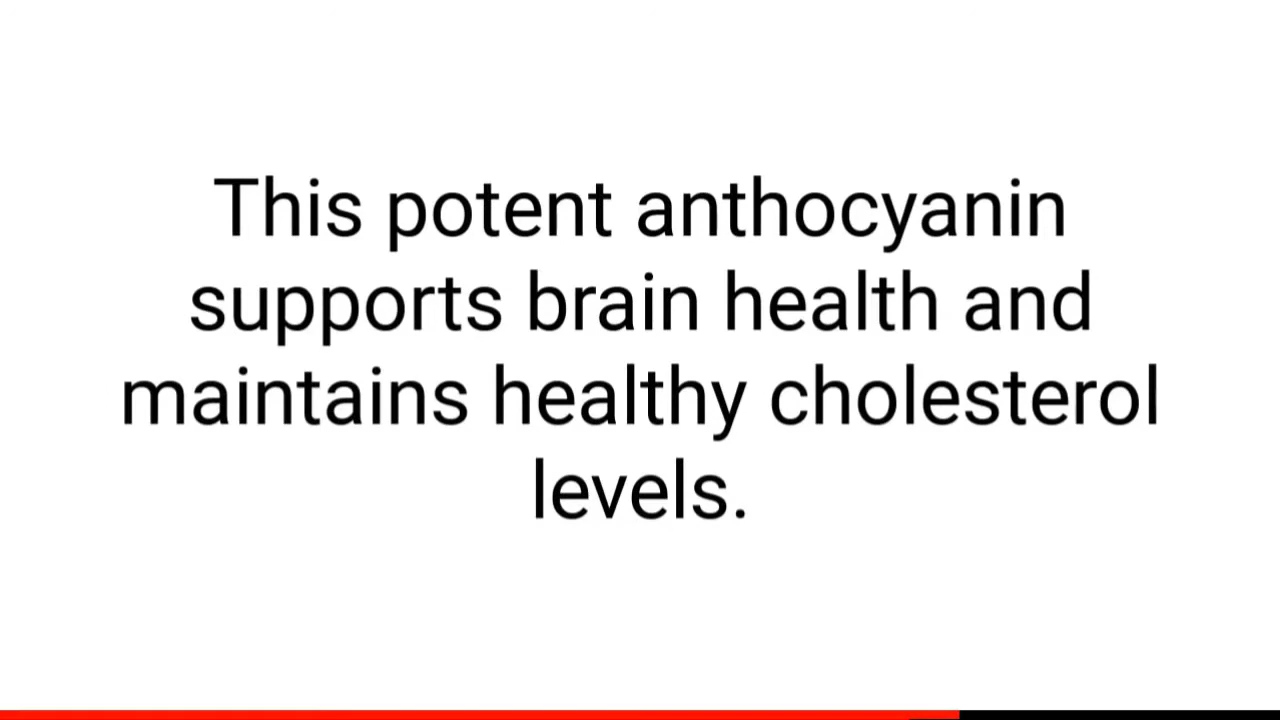 This potent anthocyanin
supports brain health and
maintains healthy cholesterol
levels.